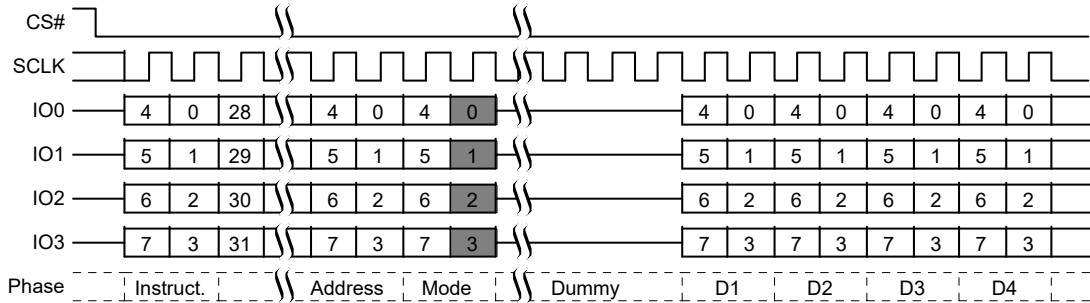 CS#
SCLK
IO0 4 0 28 4 0 4 0 4 0 4 0 4 0 4 0
IO1 5 1 29 5 1 5 1 5 1 5 1 5 1 5 1
IO2 6 2 30 6 2 6 2 6 2 6 2 6 2 6 2
IO3 7 3 31 7 3 7 3 7 3 7 3 7 3 7 3
Phase Instruct. Address Mode Dummy D1 D2 D3 D4